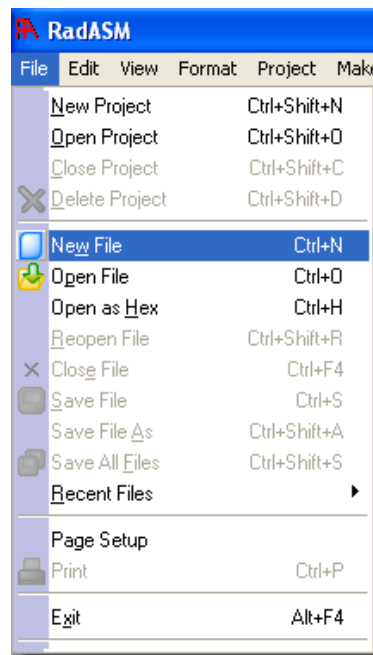 RadASM
File Edit View Format Project Make
New Project Ctrl+Shift+N
Open Project Ctrl+Shift+O
Close Project Ctrl+Shift+C
Delete Project Ctrl+Shift+D
New File Ctrl+N
Open File Ctrl+O
Open as Hex Ctrl+H
Reopen File Ctrl+Shift+R
Close File Ctrl+F4
Save File Ctrl+S
Save File As Ctrl+Shift+A
Save All Files Ctrl+Shift+S
Recent Files
Page Setup
Print Ctrl+P
Exit Alt+F4